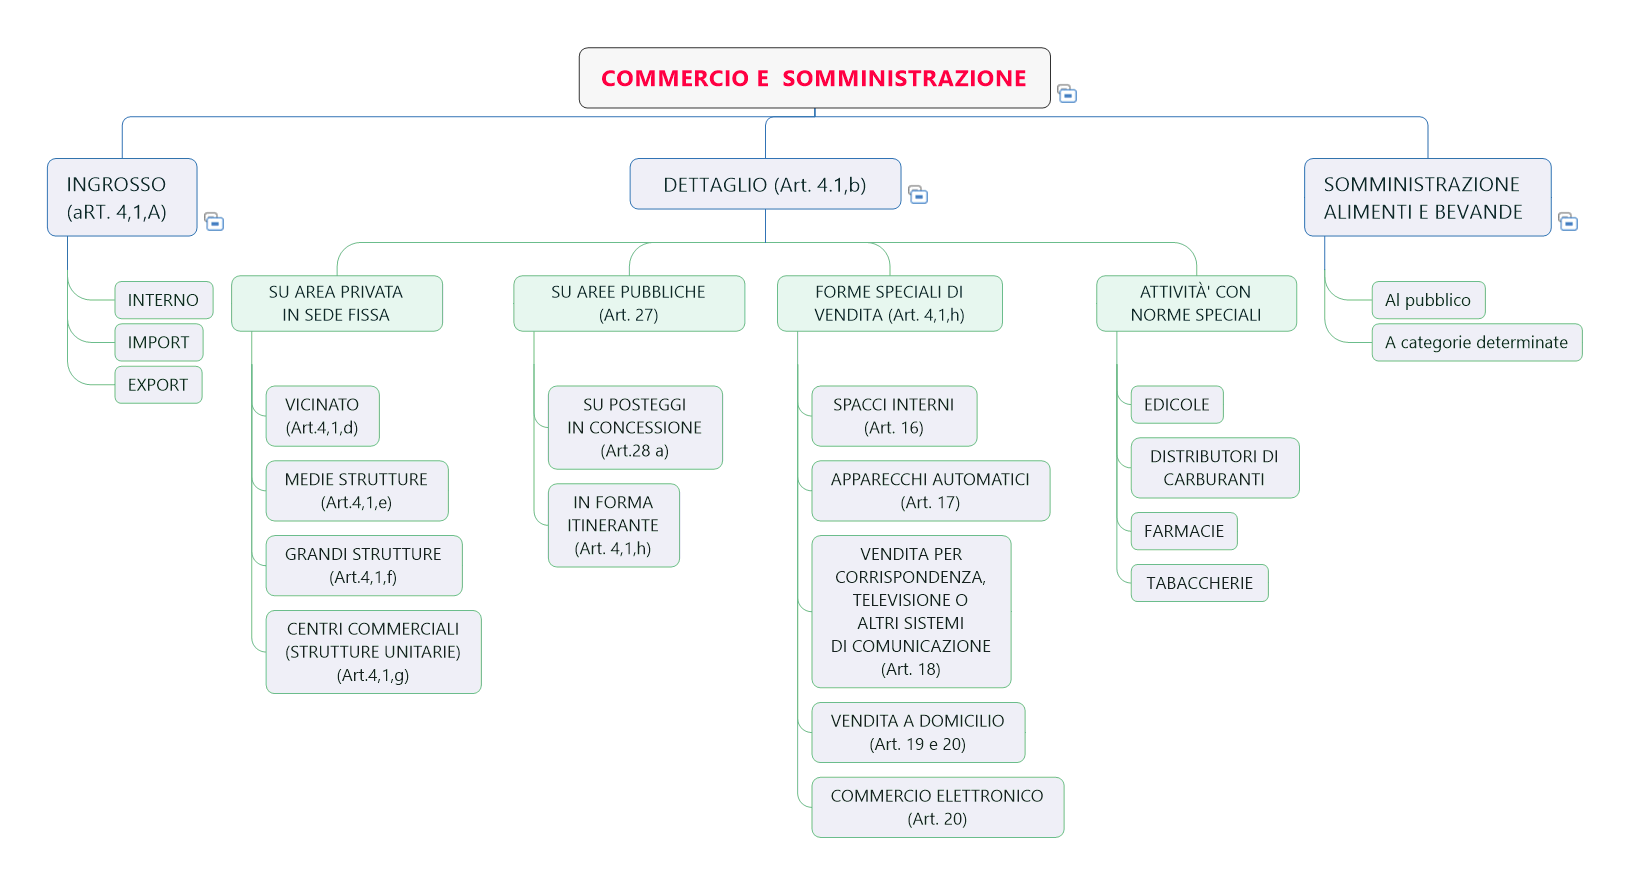 COMMERCIO E  SOMMINISTRAZIONE
INGROSSO
(aRT. 4,1,A)
INTERNO
IMPORT
EXPORT
DETTAGLIO (Art. 4.1,b)
SU AREA PRIVATA
IN SEDE FISSA
VICINATO
(Art.4,1,d)
MEDIE STRUTTURE
(Art.4,1,e)
GRANDI STRUTTURE
(Art.4,1,f)
CENTRI COMMERCIALI
(STRUTTURE UNITARIE)
(Art.4,1,g)
SU AREE PUBBLICHE
(Art. 27)
SU POSTEGGI
IN CONCESSIONE
(Art.28 a)
IN FORMA
ITINERANTE
(Art. 4,1,h)
FORME SPECIALI DI
VENDITA (Art. 4,1,h)
SPACCI INTERNI
(Art. 16)
APPARECCHI AUTOMATICI
(Art. 17)
VENDITA PER
CORRISPONDENZA,
TELEVISIONE O
ALTRI SISTEMI
DI COMUNICAZIONE
(Art. 18)
VENDITA A DOMICILIO
(Art. 19 e 20)
COMMERCIO ELETTRONICO
(Art. 20)
ATTIVITÀ' CON
NORME SPECIALI
EDICOLE
DISTRIBUTORI DI
CARBURANTI
FARMACIE
TABACCHERIE
SOMMINISTRAZIONE
ALIMENTI E BEVANDE
Al pubblico
A categorie determinate